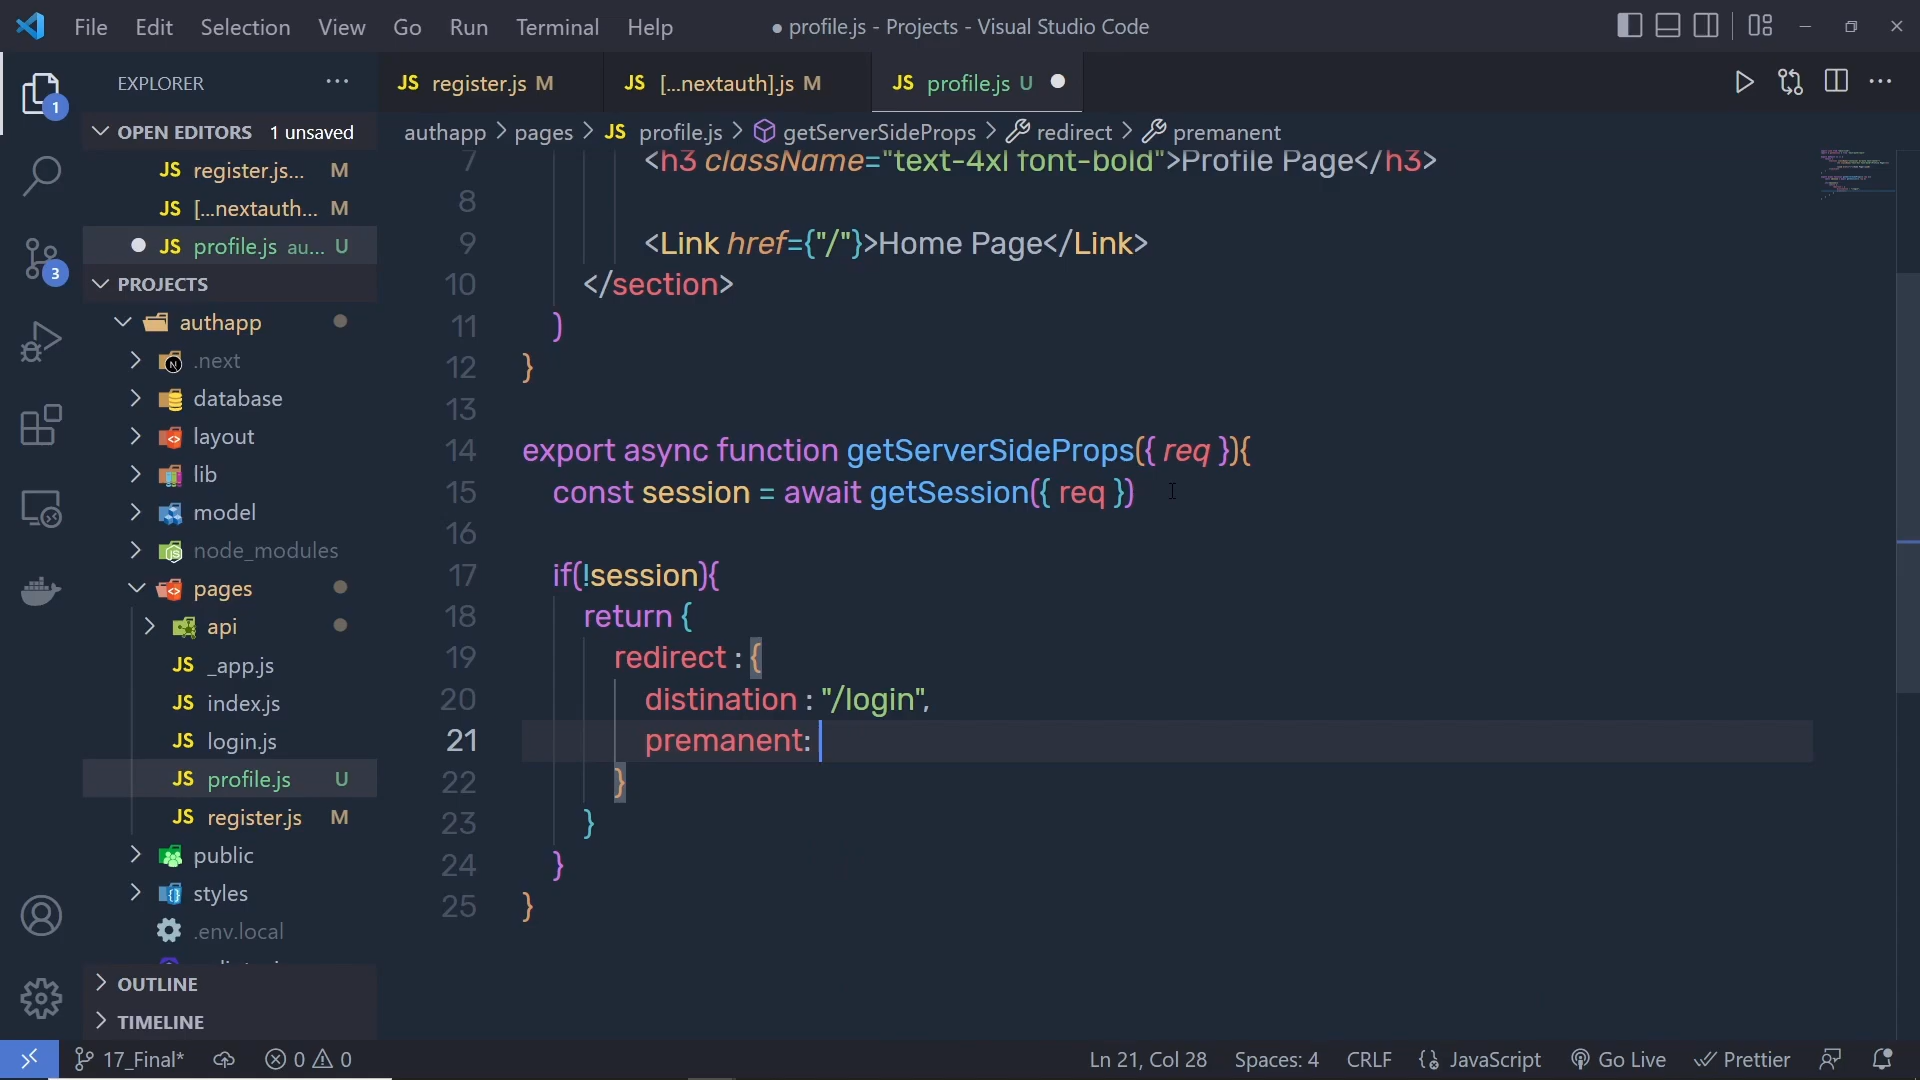 File Edit Selection View Go Run Terminal Help ● profile.js - Projects - Visual Studio Code
EXPLORER ···
JS register.js M JS [...nextauth].js M JS profile.js U
OPEN EDITORS 1 unsaved
authapp > pages > JS profile.js > getServerSideProps > redirect > premanent
1
JS register.js... M
JS [...nextauth... M
JS profile.js au... U
3
PROJECTS
authapp
.next
database
layout
lib
model
node_modules
pages
api
JS _app.js
JS index.js
JS login.js
JS profile.js U
JS register.js M
public
styles
.env.local
OUTLINE
TIMELINE
7 <h3 className="text-4xl font-bold">Profile Page</h3>
8
9 <Link href={"/"}>Home Page</Link>
10 </section>
11 )
12 }
13
14 export async function getServerSideProps({ req }){
15 const session = await getSession({ req })
16
17 if(!session){
18 return {
19 redirect : {
20 distination : "/login",
21 premanent:
22 }
23 }
24 }
25 }
17_Final* 0 0 Ln 21, Col 28 Spaces: 4 CRLF JavaScript Go Live Prettier